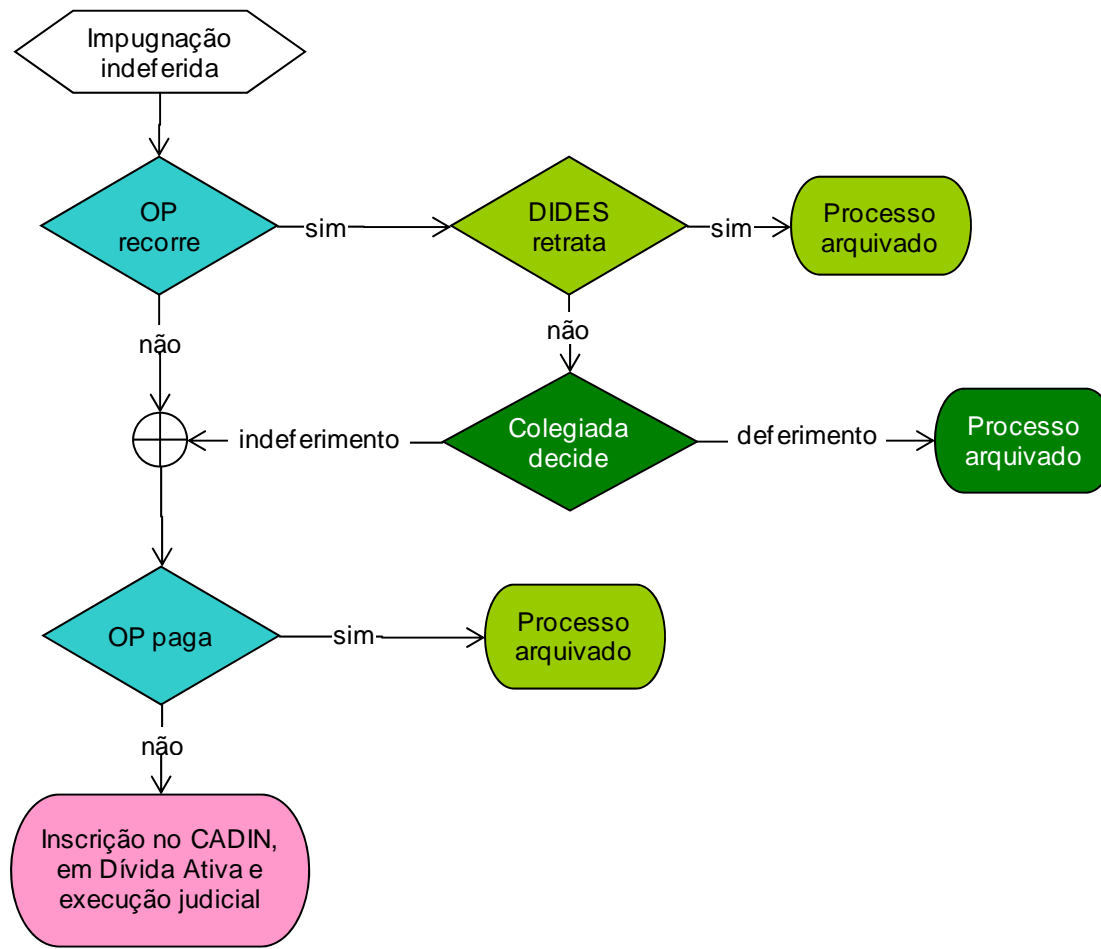 Impugnação
indeferida
OP
recorre
sim
DIDES
retrata
sim
Processo
arquivado
não
não
indeferimento
Colegiada
decide
deferimento
Processo
arquivado
OP paga
sim
Processo
arquivado
não
Inscrição no CADIN,
em Dívida Ativa e
execução judicial